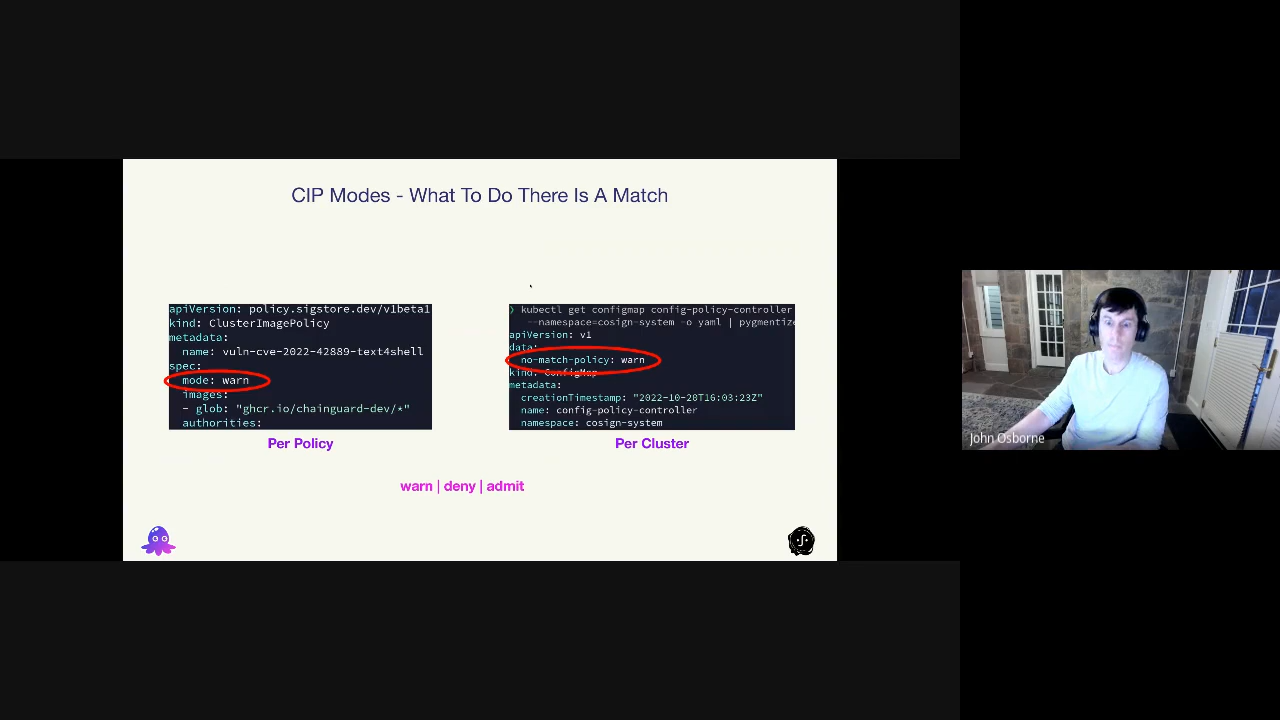 CIP Modes - What To Do There Is A Match
apiVersion: policy.sigstore.dev/v1beta1
kind: ClusterImagePolicy
metadata:
name: vuln-cve-2022-42889-text4shell
spec:
mode: warn
images:
- glob: "ghcr.io/chainguard-dev/*"
authorities:
Per Policy
❯ kubectl get configmap config-policy-controller
--namespace=cosign-system -o yaml | pygmentize
apiVersion: v1
data:
no-match-policy: warn
kind: ConfigMap
metadata:
creationTimestamp: "2022-10-28T16:03:23Z"
name: config-policy-controller
namespace: cosign-system
Per Cluster
warn | deny | admit
John Osborne